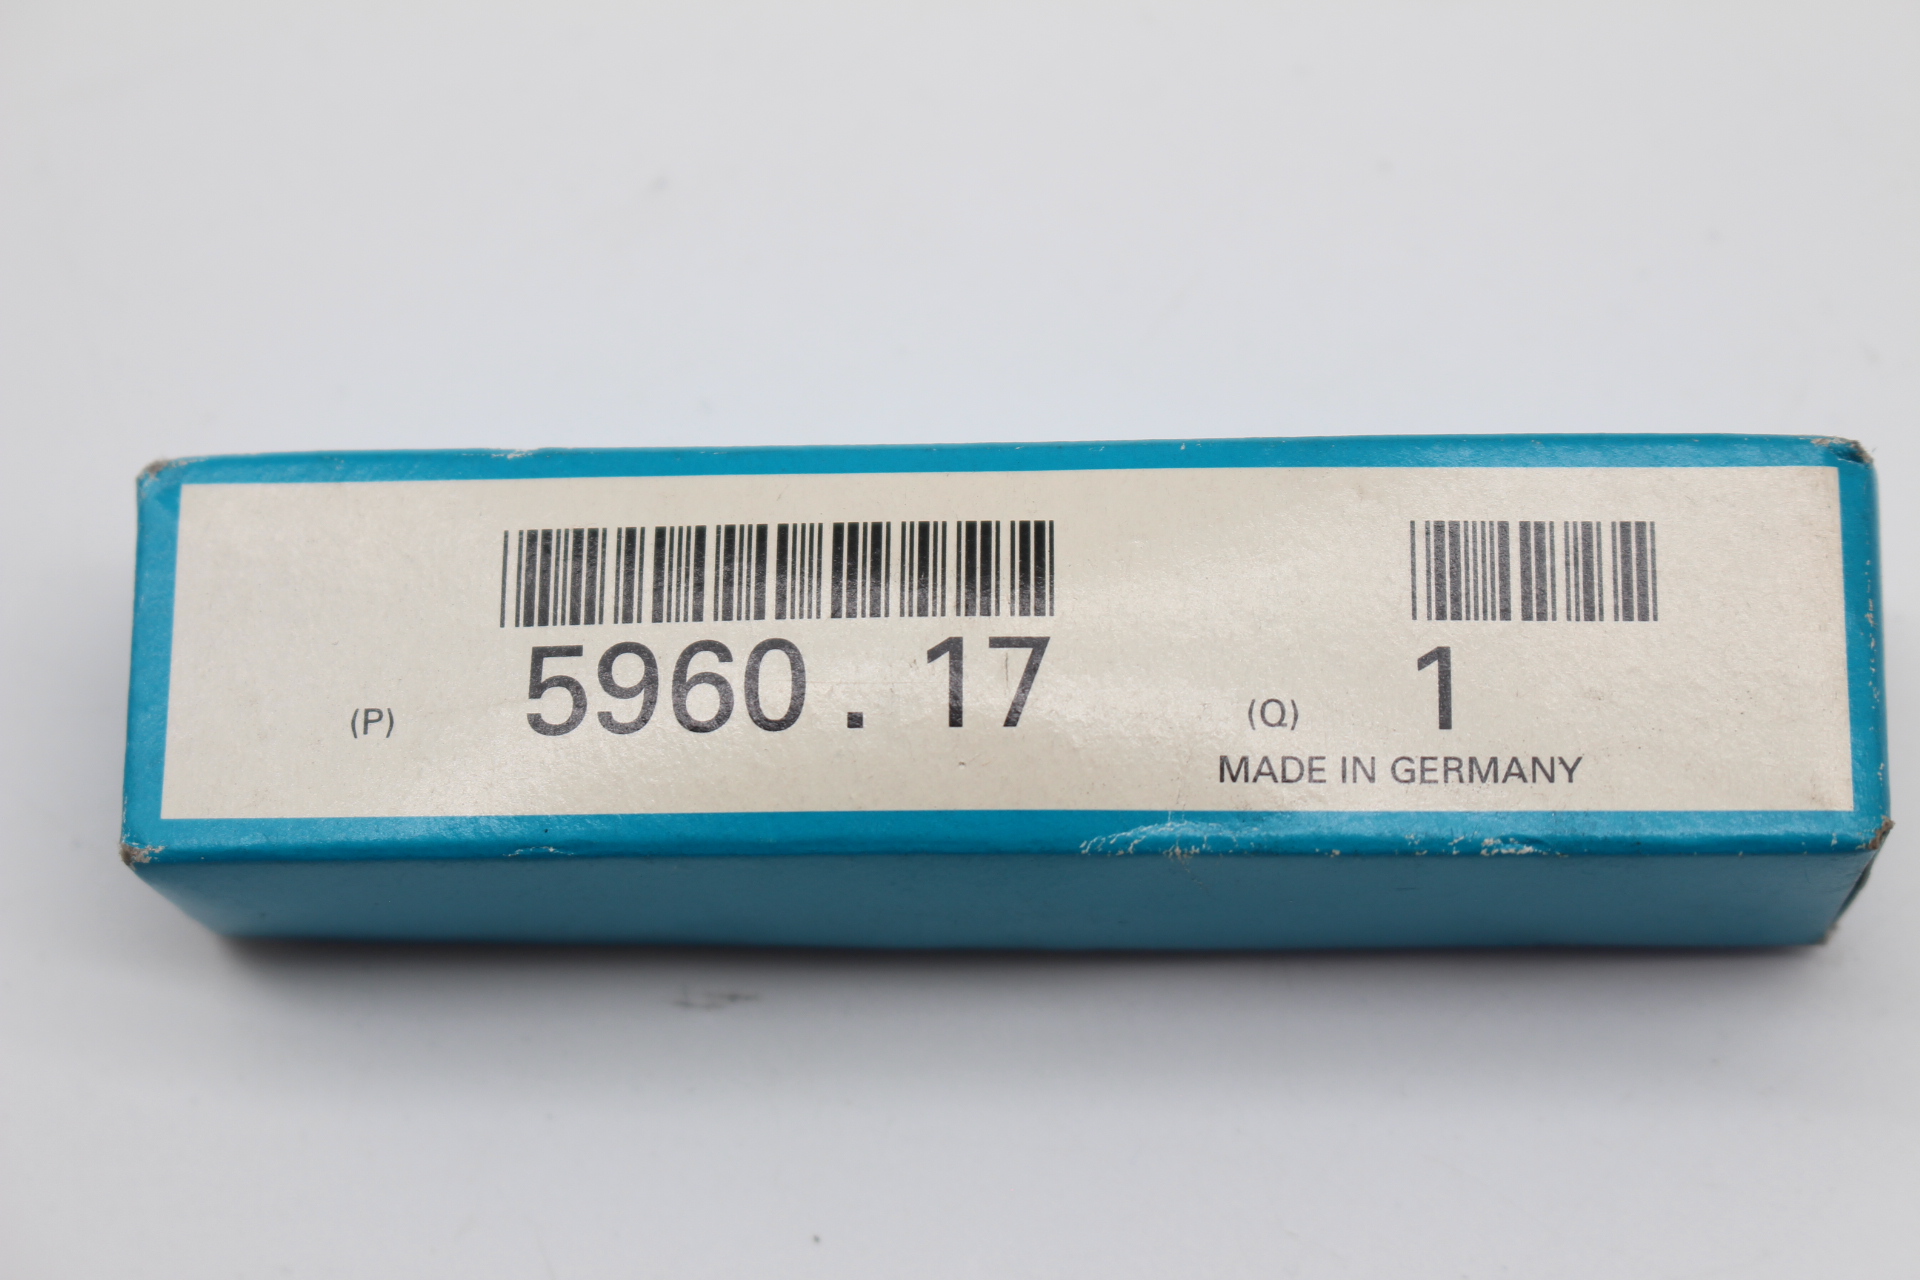 (P) 5960.17 (Q) 1
MADE IN GERMANY